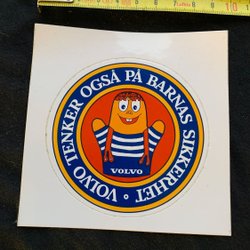 VOLVO TENKER OGSÅ PÅ BARNAS SIKKERHET ·
VOLVO